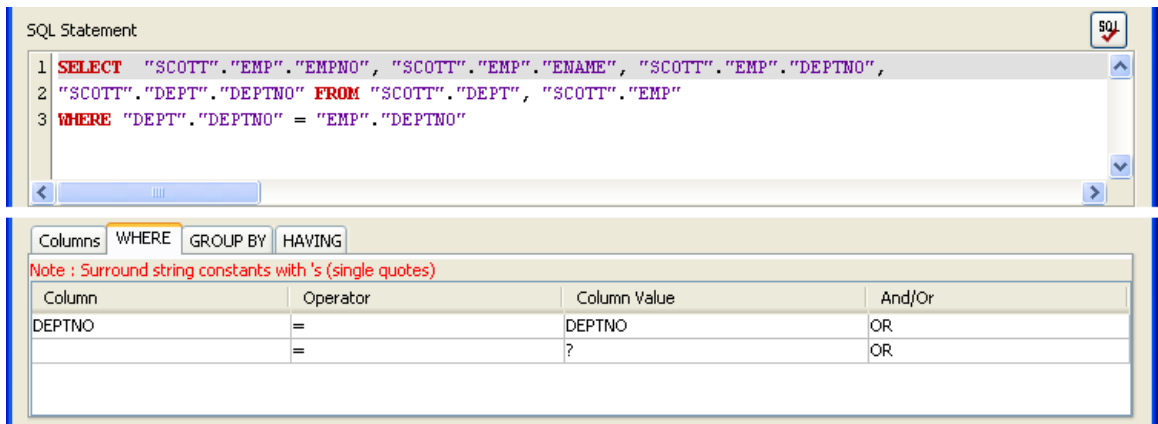 SQL Statement
SQL
1 SELECT "SCOTT"."EMP"."EMPNO", "SCOTT"."EMP"."ENAME", "SCOTT"."EMP"."DEPTNO",
2 "SCOTT"."DEPT"."DEPTNO" FROM "SCOTT"."DEPT", "SCOTT"."EMP"
3 WHERE "DEPT"."DEPTNO" = "EMP"."DEPTNO"
Columns WHERE GROUP BY HAVING
Note : Surround string constants with 's (single quotes)
Column Operator Column Value And/Or
DEPTNO = DEPTNO OR
= ? OR